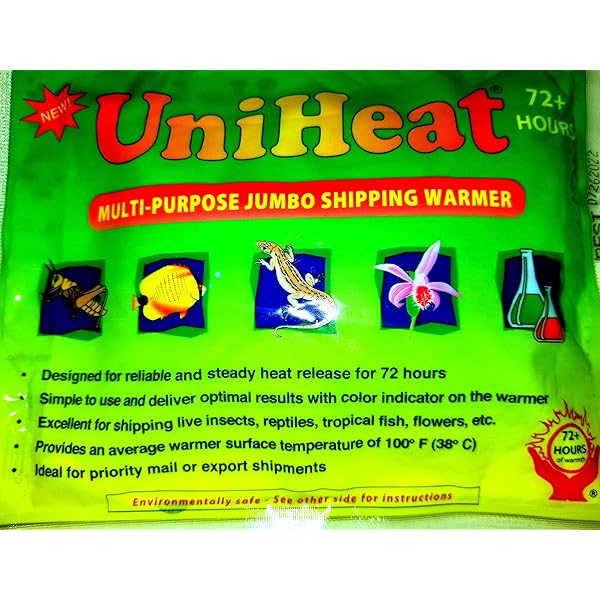 NEW!
UniHeat®
72+
HOURS
MULTI-PURPOSE JUMBO SHIPPING WARMER
• Designed for reliable and steady heat release for 72 hours
• Simple to use and deliver optimal results with color indicator on the warmer
• Excellent for shipping live insects, reptiles, tropical fish, flowers, etc.
• Provides an average warmer surface temperature of 100° F (38° C)
• Ideal for priority mail or export shipments
72+
HOURS
of warmth
®
Environmentally safe - See other side for instructions
07262022